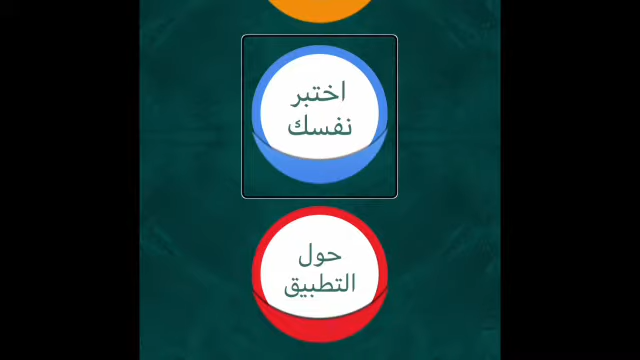 اختبر
نفسك
حول
التطبيق